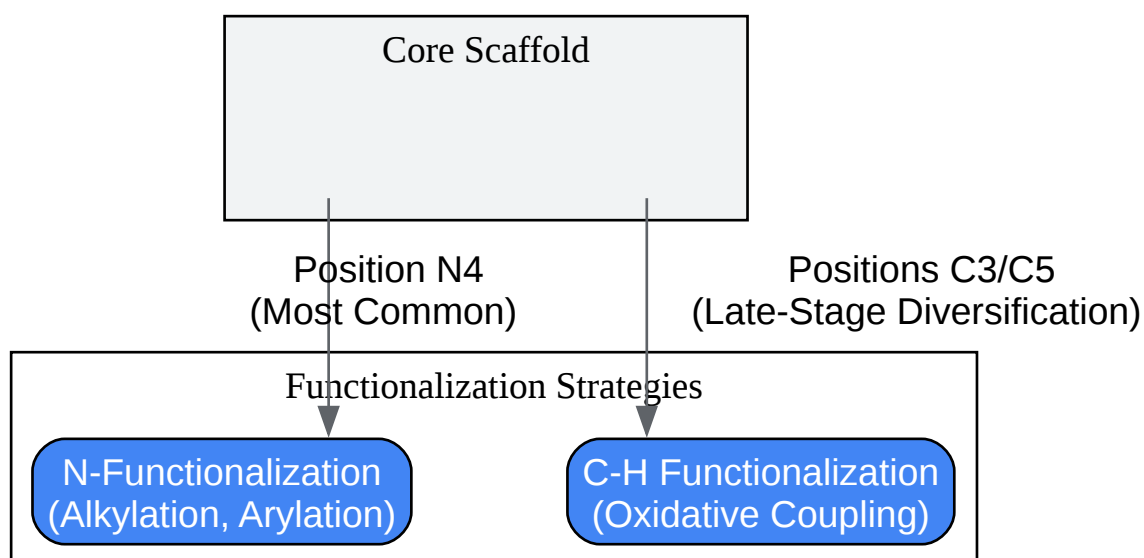 Core Scaffold
Position N4
(Most Common)
Positions C3/C5
(Late-Stage Diversification)
Functionalization Strategies
N-Functionalization
(Alkylation, Arylation)
C-H Functionalization
(Oxidative Coupling)